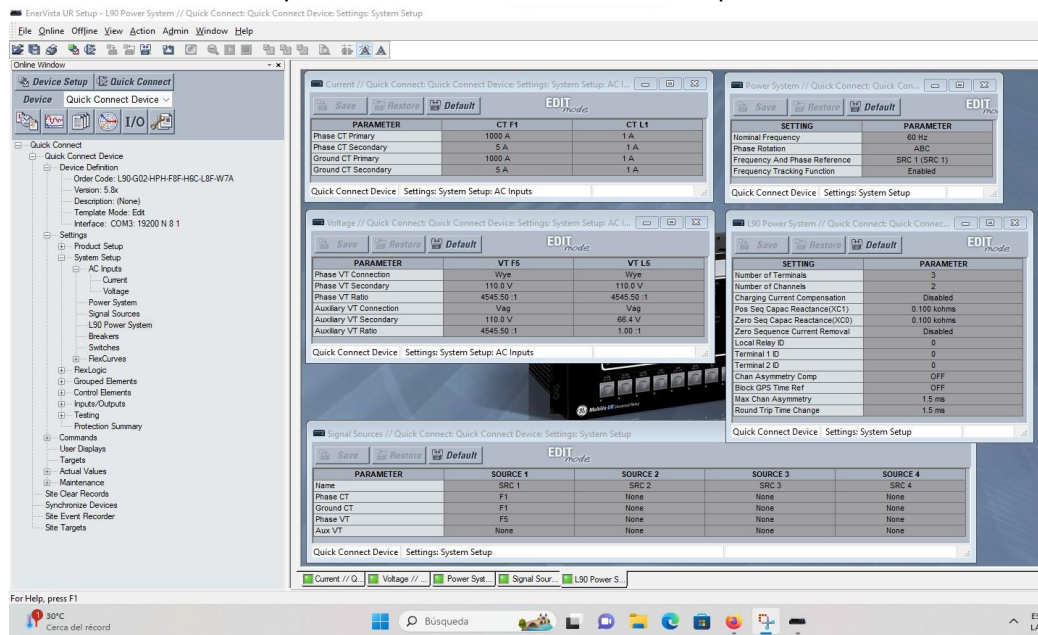 EnerVista UR Setup - L90 Power System // Quick Connect: Quick Connect Device: Settings: System Setup
File Online Offline View Action Admin Window Help
Online Window
Device Setup Quick Connect
Device Quick Connect Device
I/O
Quick Connect
Quick Connect Device
Device Definition
Order Code: L90-G02-HPH-F8F-H6C-L8F-W7A
Version: 5.8x
Description: (None)
Template Mode: Edit
Interface: COM3: 19200 N 8 1
Settings
Product Setup
System Setup
AC Inputs
Current
Voltage
Power System
Signal Sources
L90 Power System
Breakers
Switches
FlexCurves
FlexLogic
Grouped Elements
Control Elements
Inputs/Outputs
Testing
Protection Summary
Commands
User Displays
Targets
Actual Values
Maintenance
Site Clear Records
Synchronize Devices
Site Event Recorder
Site Targets
Current // Quick Connect: Quick Connect Device: Settings: System Setup: AC I...
Save Restore Default EDIT mode
PARAMETER CT F1 CT L1
Phase CT Primary 1000 A 1 A
Phase CT Secondary 5 A 1 A
Ground CT Primary 1000 A 1 A
Ground CT Secondary 5 A 1 A
Quick Connect Device Settings: System Setup: AC Inputs
Power System // Quick Connect: Quick Con...
Save Restore Default EDIT mo
SETTING PARAMETER
Nominal Frequency 60 Hz
Phase Rotation ABC
Frequency And Phase Reference SRC 1 (SRC 1)
Frequency Tracking Function Enabled
Quick Connect Device Settings: System Setup
Voltage // Quick Connect: Quick Connect Device: Settings: System Setup: AC I...
Save Restore Default EDIT mode
PARAMETER VT F5 VT L5
Phase VT Connection Wye Wye
Phase VT Secondary 110.0 V 110.0 V
Phase VT Ratio 4545.50 :1 4545.50 :1
Auxiliary VT Connection Vag Vag
Auxiliary VT Secondary 110.0 V 66.4 V
Auxiliary VT Ratio 4545.50 :1 1.00 :1
Quick Connect Device Settings: System Setup: AC Inputs
L90 Power System // Quick Connect: Quick Connec...
Save Restore Default EDIT mode
SETTING PARAMETER
Number of Terminals 3
Number of Channels 2
Charging Current Compensation Disabled
Pos Seq Capac Reactance(XC1) 0.100 kohms
Zero Seq Capac Reactance(XC0) 0.100 kohms
Zero Sequence Current Removal Disabled
Local Relay ID 0
Terminal 1 ID 0
Terminal 2 ID 0
Chan Asymmetry Comp OFF
Block GPS Time Ref OFF
Max Chan Asymmetry 1.5 ms
Round Trip Time Change 1.5 ms
Quick Connect Device Settings: System Setup
Signal Sources // Quick Connect: Quick Connect Device: Settings: System Setup
Save Restore Default EDIT mode
PARAMETER SOURCE 1 SOURCE 2 SOURCE 3 SOURCE 4
Name SRC 1 SRC 2 SRC 3 SRC 4
Phase CT F1 None None None
Ground CT F1 None None None
Phase VT F5 None None None
Aux VT None None None None
Quick Connect Device Settings: System Setup
Current // Q... Voltage // ... Power Syst... Signal Sour... L90 Power S...
For Help, press F1
1
30°C
Cerca del récord
Búsqueda